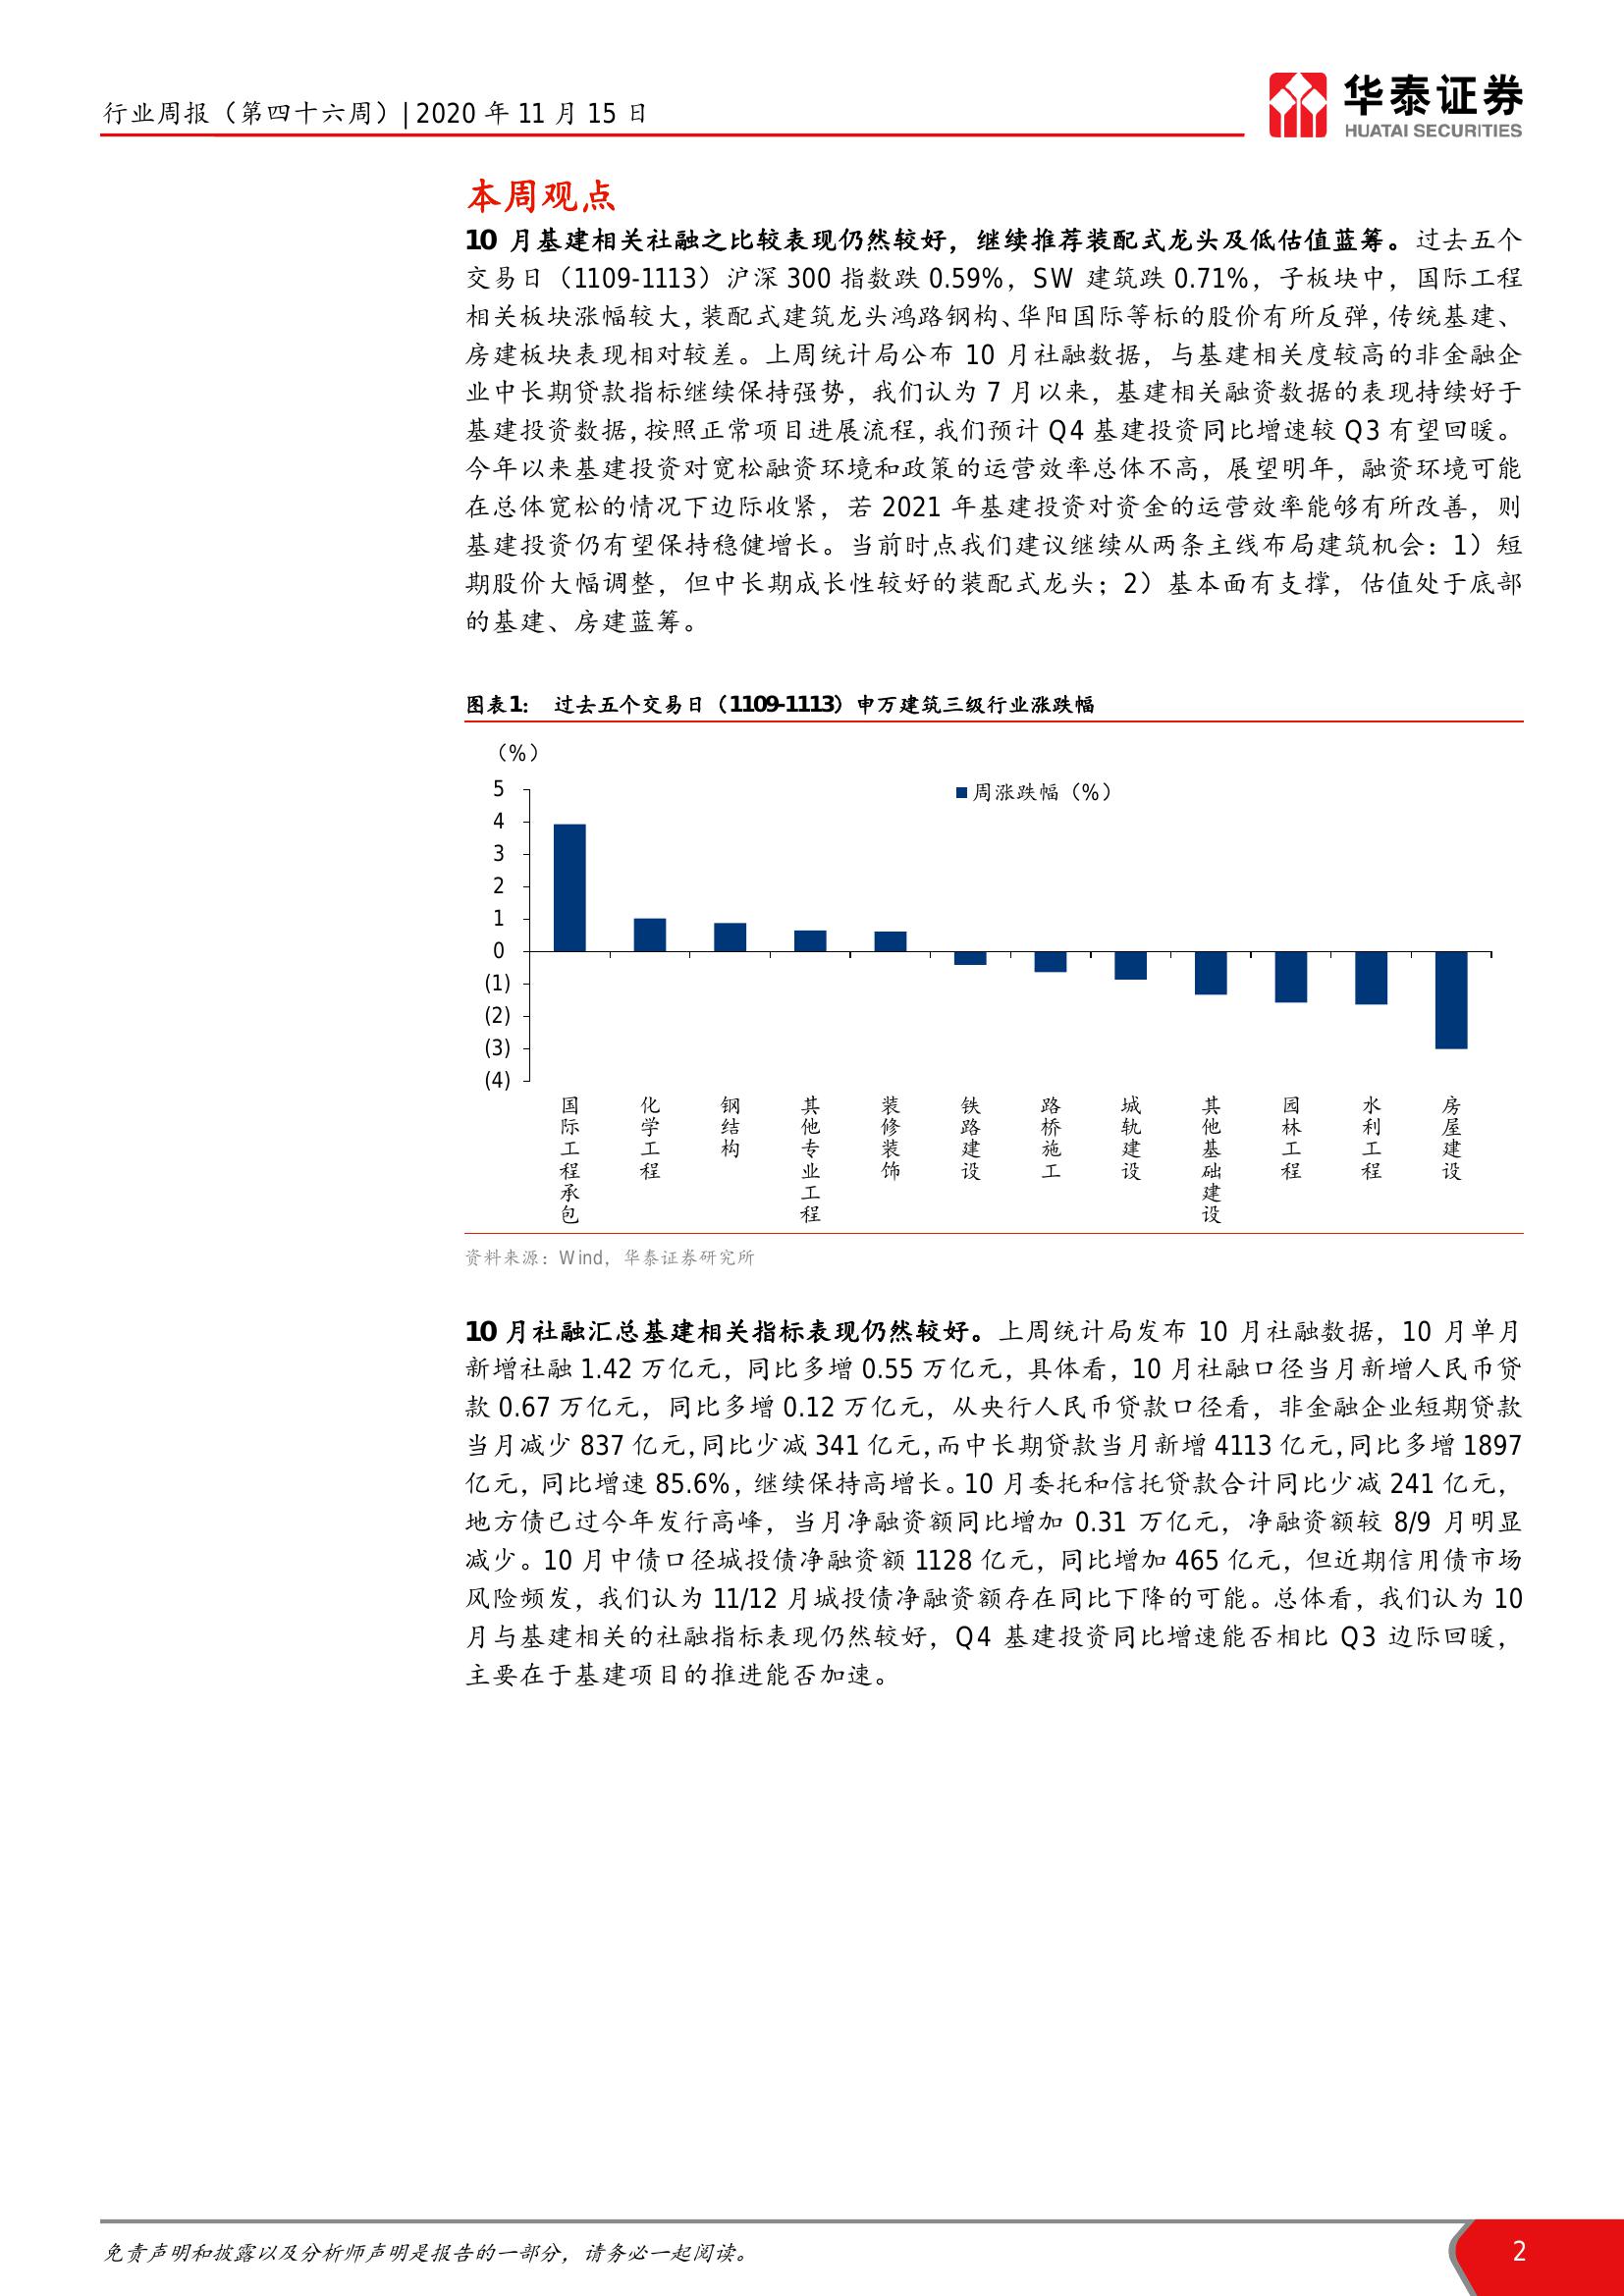 行业周报（第四十六周）| 2020 年 11 月 15 日
华泰证券
HUATAI SECURITIES
本周观点
10 月基建相关社融之比较表现仍然较好，继续推荐装配式龙头及低估值蓝筹。过去五个
交易日（1109-1113）沪深 300 指数跌 0.59%，SW 建筑跌 0.71%，子板块中，国际工程
相关板块涨幅较大，装配式建筑龙头鸿路钢构、华阳国际等标的股价有所反弹，传统基建、
房建板块表现相对较差。上周统计局公布 10 月社融数据，与基建相关度较高的非金融企
业中长期贷款指标继续保持强势，我们认为 7 月以来，基建相关融资数据的表现持续好于
基建投资数据，按照正常项目进展流程，我们预计 Q4 基建投资同比增速较 Q3 有望回暖。
今年以来基建投资对宽松融资环境和政策的运营效率总体不高，展望明年，融资环境可能
在总体宽松的情况下边际收紧，若 2021 年基建投资对资金的运营效率能够有所改善，则
基建投资仍有望保持稳健增长。当前时点我们建议继续从两条主线布局建筑机会：1）短
期股价大幅调整，但中长期成长性较好的装配式龙头；2）基本面有支撑，估值处于底部
的基建、房建蓝筹。
图表1： 过去五个交易日（1109-1113）申万建筑三级行业涨跌幅
（%）
周涨跌幅（%）
5
4
3
2
1
0
(1)
(2)
(3)
(4)
国际工程承包
化学工程
钢结构
其他专业工程
装修装饰
铁路建设
路桥施工
城轨建设
其他基础建设
园林工程
水利工程
房屋建设
资料来源：Wind，华泰证券研究所
10 月社融汇总基建相关指标表现仍然较好。上周统计局发布 10 月社融数据，10 月单月
新增社融 1.42 万亿元，同比多增 0.55 万亿元，具体看，10 月社融口径当月新增人民币贷
款 0.67 万亿元，同比多增 0.12 万亿元，从央行人民币贷款口径看，非金融企业短期贷款
当月减少 837 亿元，同比少减 341 亿元，而中长期贷款当月新增 4113 亿元，同比多增 1897
亿元，同比增速 85.6%，继续保持高增长。10 月委托和信托贷款合计同比少减 241 亿元，
地方债已过今年发行高峰，当月净融资额同比增加 0.31 万亿元，净融资额较 8/9 月明显
减少。10 月中债口径城投债净融资额 1128 亿元，同比增加 465 亿元，但近期信用债市场
风险频发，我们认为 11/12 月城投债净融资额存在同比下降的可能。总体看，我们认为 10
月与基建相关的社融指标表现仍然较好，Q4 基建投资同比增速能否相比 Q3 边际回暖，
主要在于基建项目的推进能否加速。
免责声明和披露以及分析师声明是报告的一部分，请务必一起阅读。
2